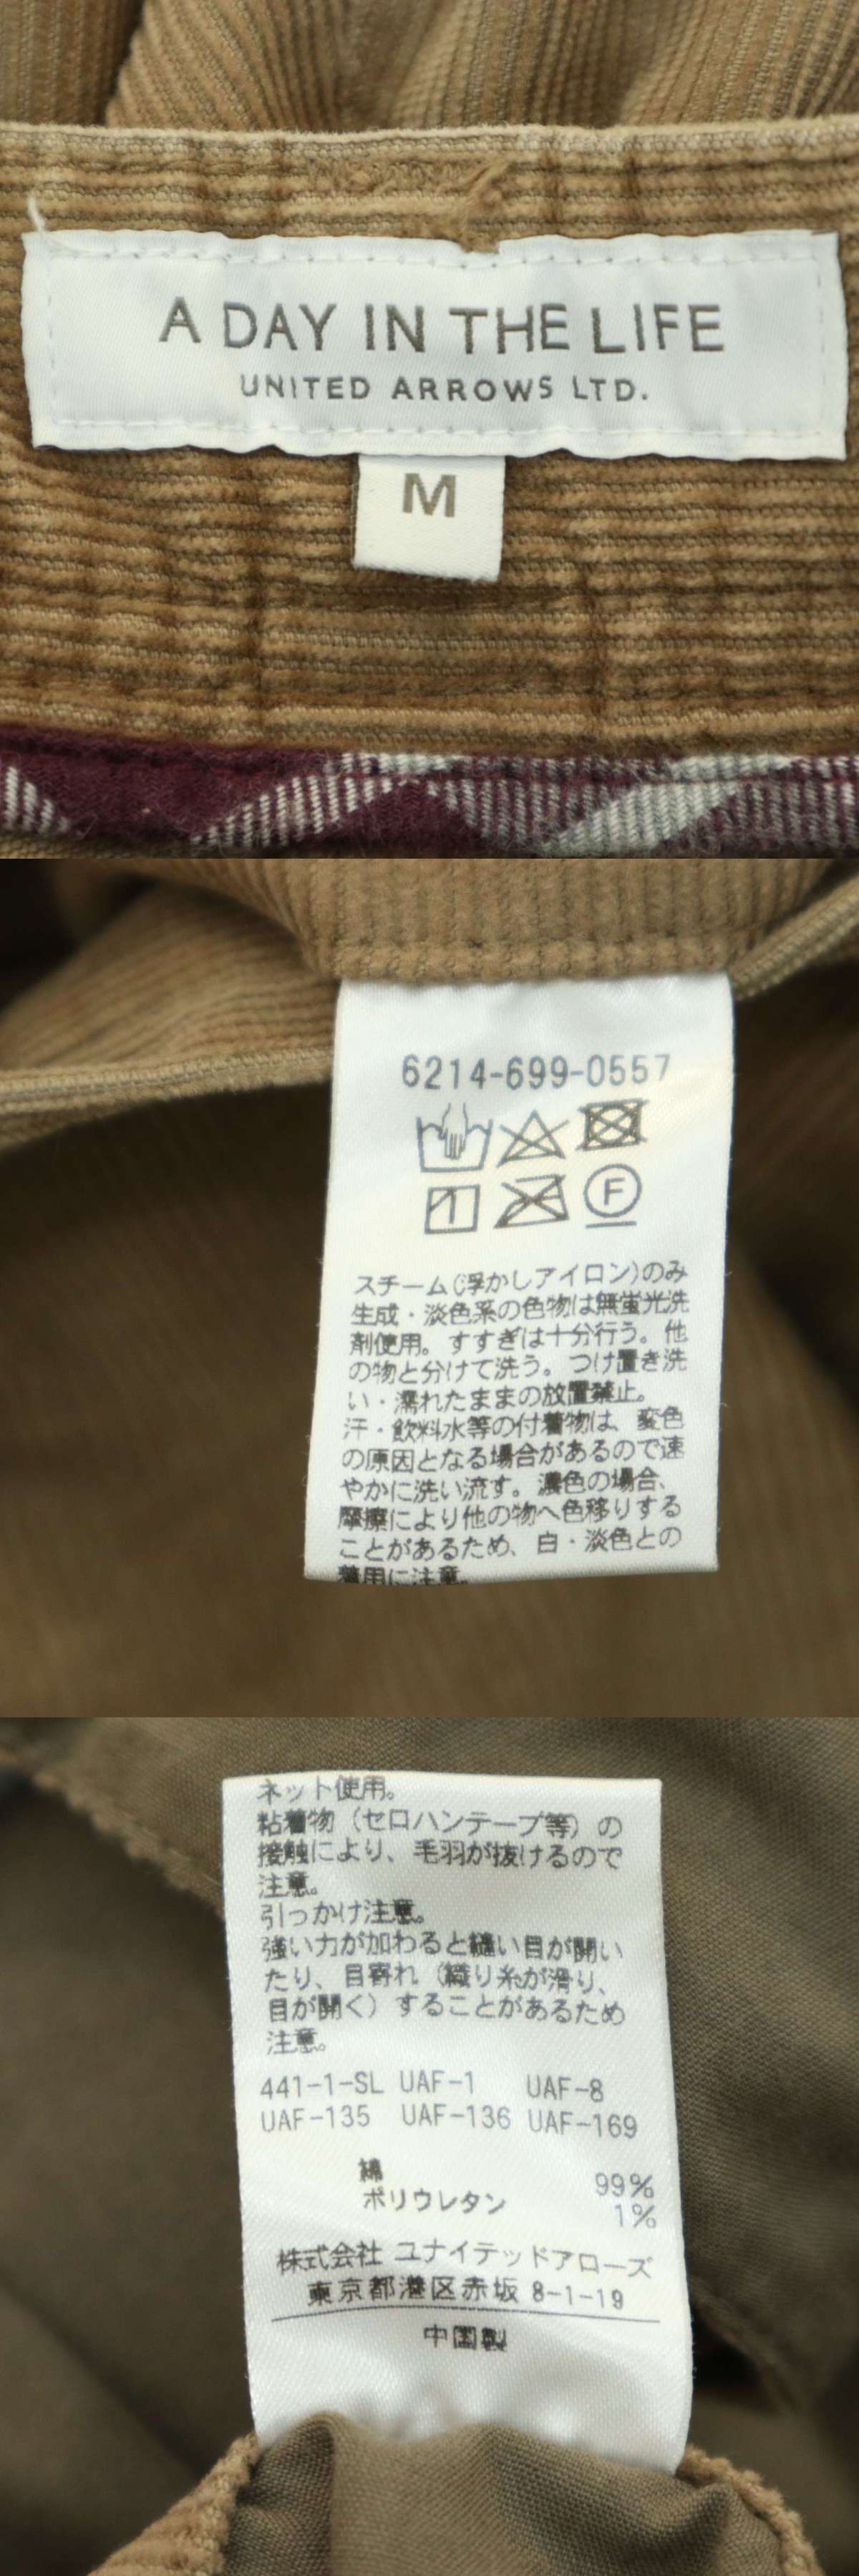 A DAY IN THE LIFE
UNITED ARROWS LTD.
M
6214-699-0557
F
スチーム(浮かしアイロン)のみ
生成・淡色系の色物は無蛍光洗
剤使用。すすぎは十分行う。他
の物と分けて洗う。つけ置き洗
い・濡れたままの放置禁止。
汗・飲料水等の付着物は、変色
の原因となる場合があるので速
やかに洗い流す。濃色の場合、
摩擦により他の物へ色移りする
ことがあるため、白・淡色との
着用に注意。
ネット使用。
粘着物（セロハンテープ等）の
接触により、毛羽が抜けるので
注意。
引っかけ注意。
強い力が加わると縫い目が開い
たり、目寄れ（織り糸が滑り、
目が開く）することがあるため
注意。
441-1-SL UAF-1 UAF-8
UAF-135 UAF-136 UAF-169
綿 99%
ポリウレタン 1%
株式会社 ユナイテッドアローズ
東京都港区赤坂 8-1-19
中国製